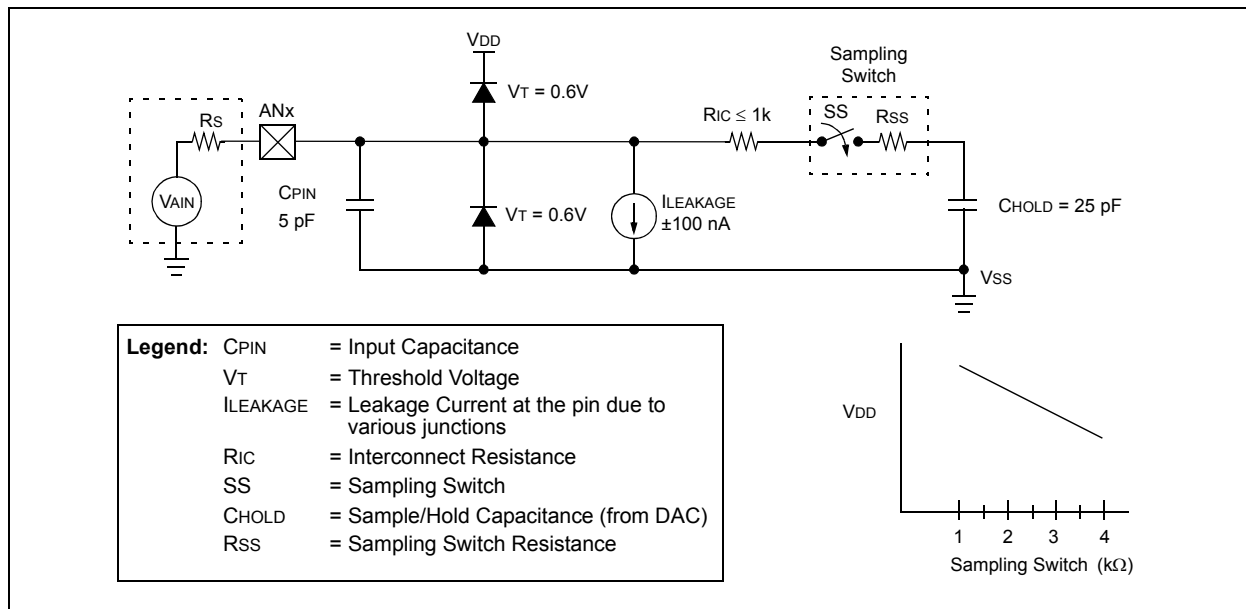 VDD
Sampling
Switch
VT = 0.6V
RS
ANx
RIC ≤ 1k
SS
RSS
VAIN
CPIN
5 pF
VT = 0.6V
ILEAKAGE
±100 nA
CHOLD = 25 pF
VSS
Legend: CPIN = Input Capacitance
VT = Threshold Voltage
ILEAKAGE = Leakage Current at the pin due to
various junctions
RIC = Interconnect Resistance
SS = Sampling Switch
CHOLD = Sample/Hold Capacitance (from DAC)
RSS = Sampling Switch Resistance
VDD
1 2 3 4
Sampling Switch (kΩ)